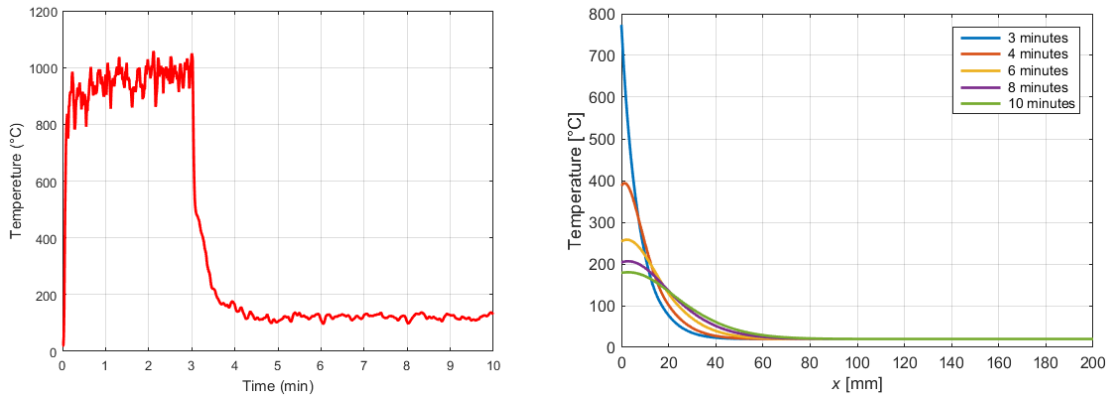 1200
1000
800
600
400
200
0
0 1 2 3 4 5 6 7 8 9 10
Tempereture (°C)
Time (min)
800
700
600
500
400
300
200
100
0
0 20 40 60 80 100 120 140 160 180 200
Temperature [°C]
x [mm]
3 minutes
4 minutes
6 minutes
8 minutes
10 minutes